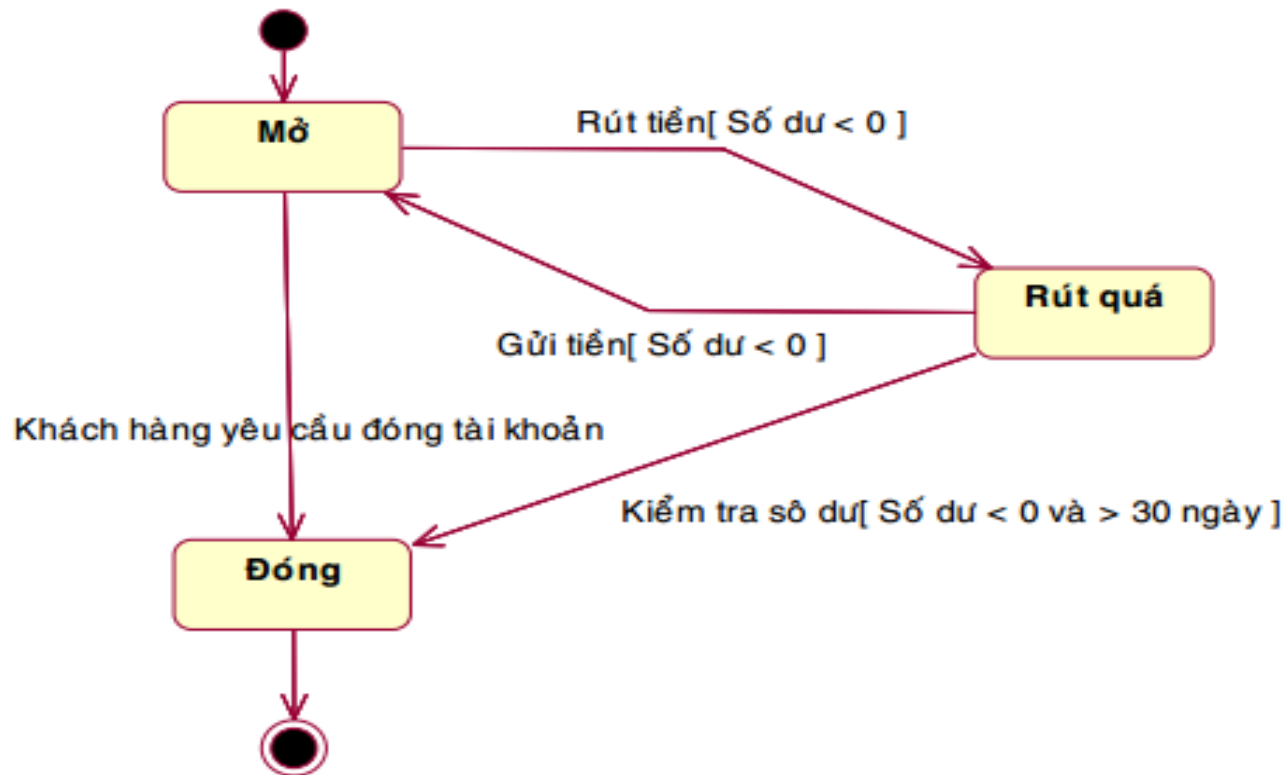 Mở
Rút tiền[ Số dư < 0 ]
Rút quá
Gửi tiền[ Số dư < 0 ]
Khách hàng yêu cầu đóng tài khoản
Kiểm tra sô dư[ Số dư < 0 và > 30 ngày ]
Đóng